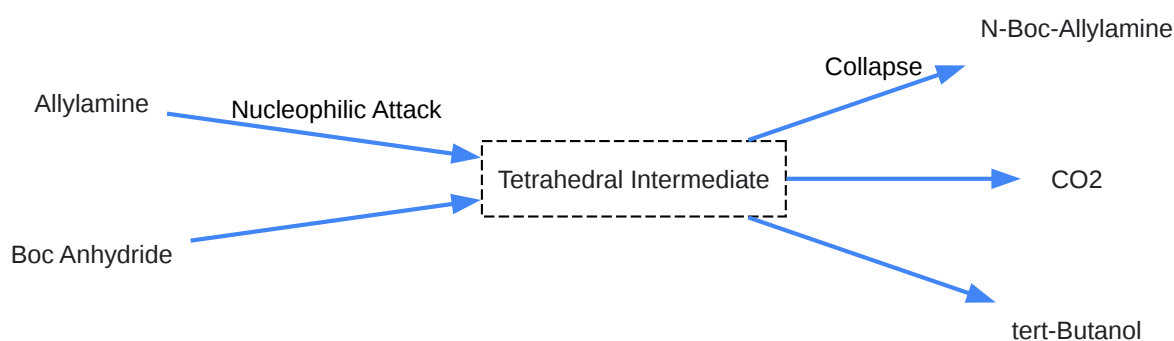 N-Boc-Allylamine
Collapse
Allylamine
Nucleophilic Attack
Tetrahedral Intermediate
CO2
Boc Anhydride
tert-Butanol